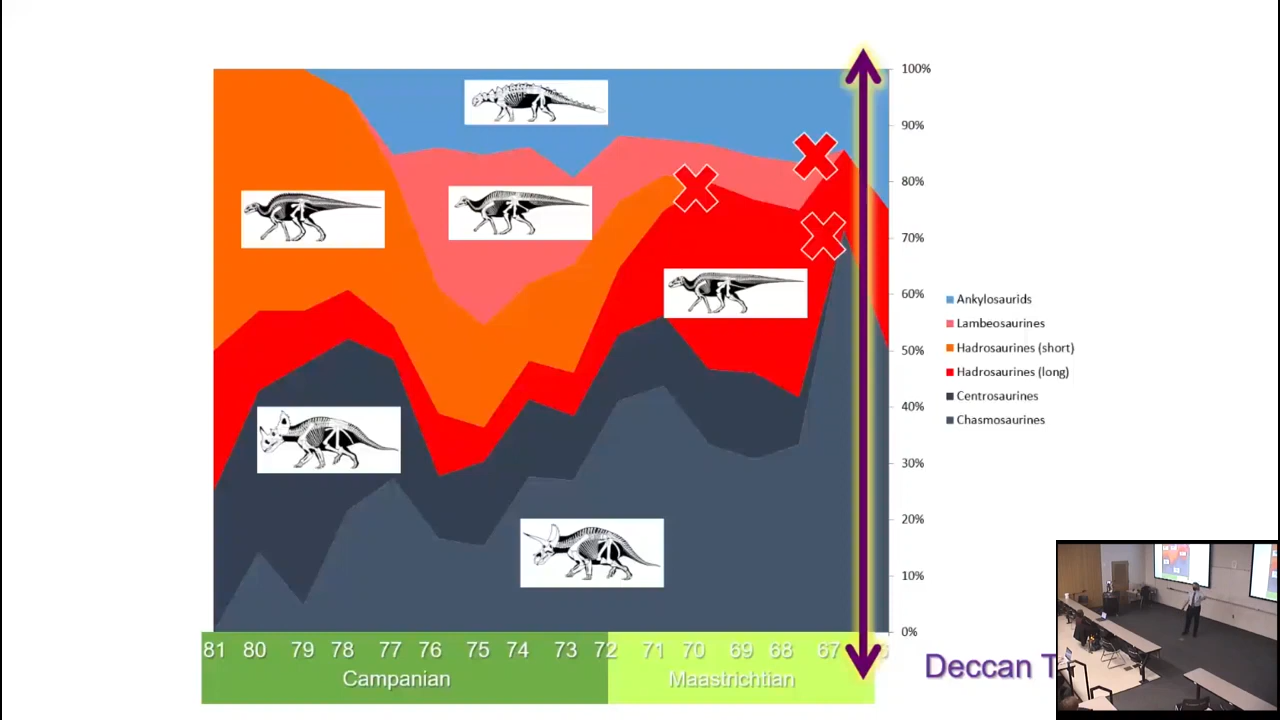 100%
90%
80%
70%
60%
50%
40%
30%
20%
10%
0%
Ankylosaurids
Lambeosaurines
Hadrosaurines (short)
Hadrosaurines (long)
Centrosaurines
Chasmosaurines
81 80 79 78 77 76 75 74 73 72 71 70 69 68 67
Campanian Maastrichtian
Deccan T